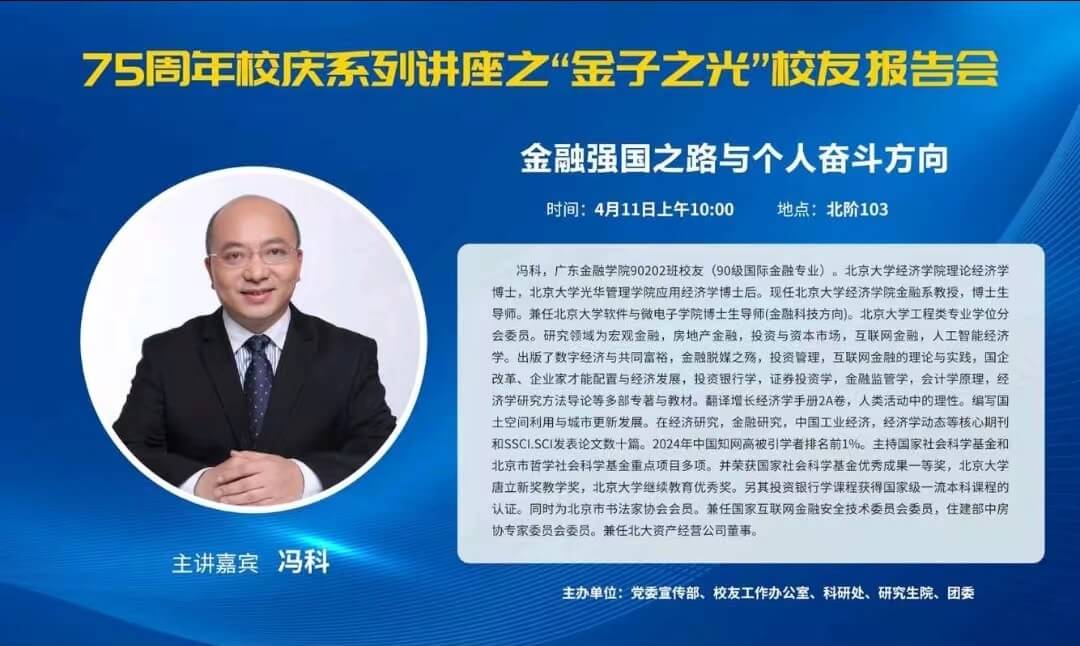 75周年校庆系列讲座之“金子之光”校友报告会
金融强国之路与个人奋斗方向
时间：4月11日上午10:00 地点：北阶103
冯科，广东金融学院90202班校友（90级国际金融专业）。北京大学经济学院理论经济学
博士，北京大学光华管理学院应用经济学博士后。现任北京大学经济学院金融系教授，博士生
导师。兼任北京大学软件与微电子学院博士生导师(金融科技方向)。北京大学工程类专业学位分
会委员。研究领域为宏观金融，房地产金融，投资与资本市场，互联网金融，人工智能经济
学。出版了数字经济与共同富裕，金融脱媒之殇，投资管理，互联网金融的理论与实践，国企
改革、企业家才能配置与经济发展，投资银行学，证券投资学，金融监管学，会计学原理，经
济学研究方法导论等多部专著与教材。翻译增长经济学手册2A卷，人类活动中的理性。编写国
土空间利用与城市更新发展。在经济研究，金融研究，中国工业经济，经济学动态等核心期刊
和SSCI.SCI发表论文数十篇。2024年中国知网高被引学者排名前1%。主持国家社会科学基金和
北京市哲学社会科学基金重点项目多项。并荣获国家社会科学基金优秀成果一等奖，北京大学
唐立新奖教学奖，北京大学继续教育优秀奖。另其投资银行学课程获得国家级一流本科课程的
认证。同时为北京市书法家协会会员。兼任国家互联网金融安全技术委员会委员，住建部中房
协专家委员会委员。兼任北大资产经营公司董事。
主讲嘉宾 冯科
主办单位：党委宣传部、校友工作办公室、科研处、研究生院、团委